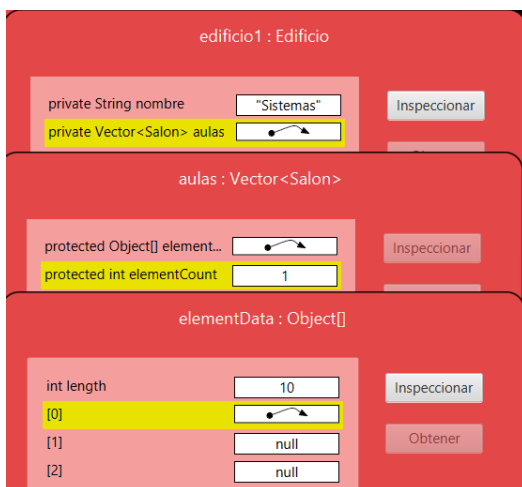 edificio1 : Edificio
private String nombre "Sistemas" Inspeccionar
private Vector<Salon> aulas
aulas : Vector<Salon>
protected Object[] element... Inspeccionar
protected int elementCount 1
elementData : Object[]
int length 10 Inspeccionar
[0] Obtener
[1] null
[2] null